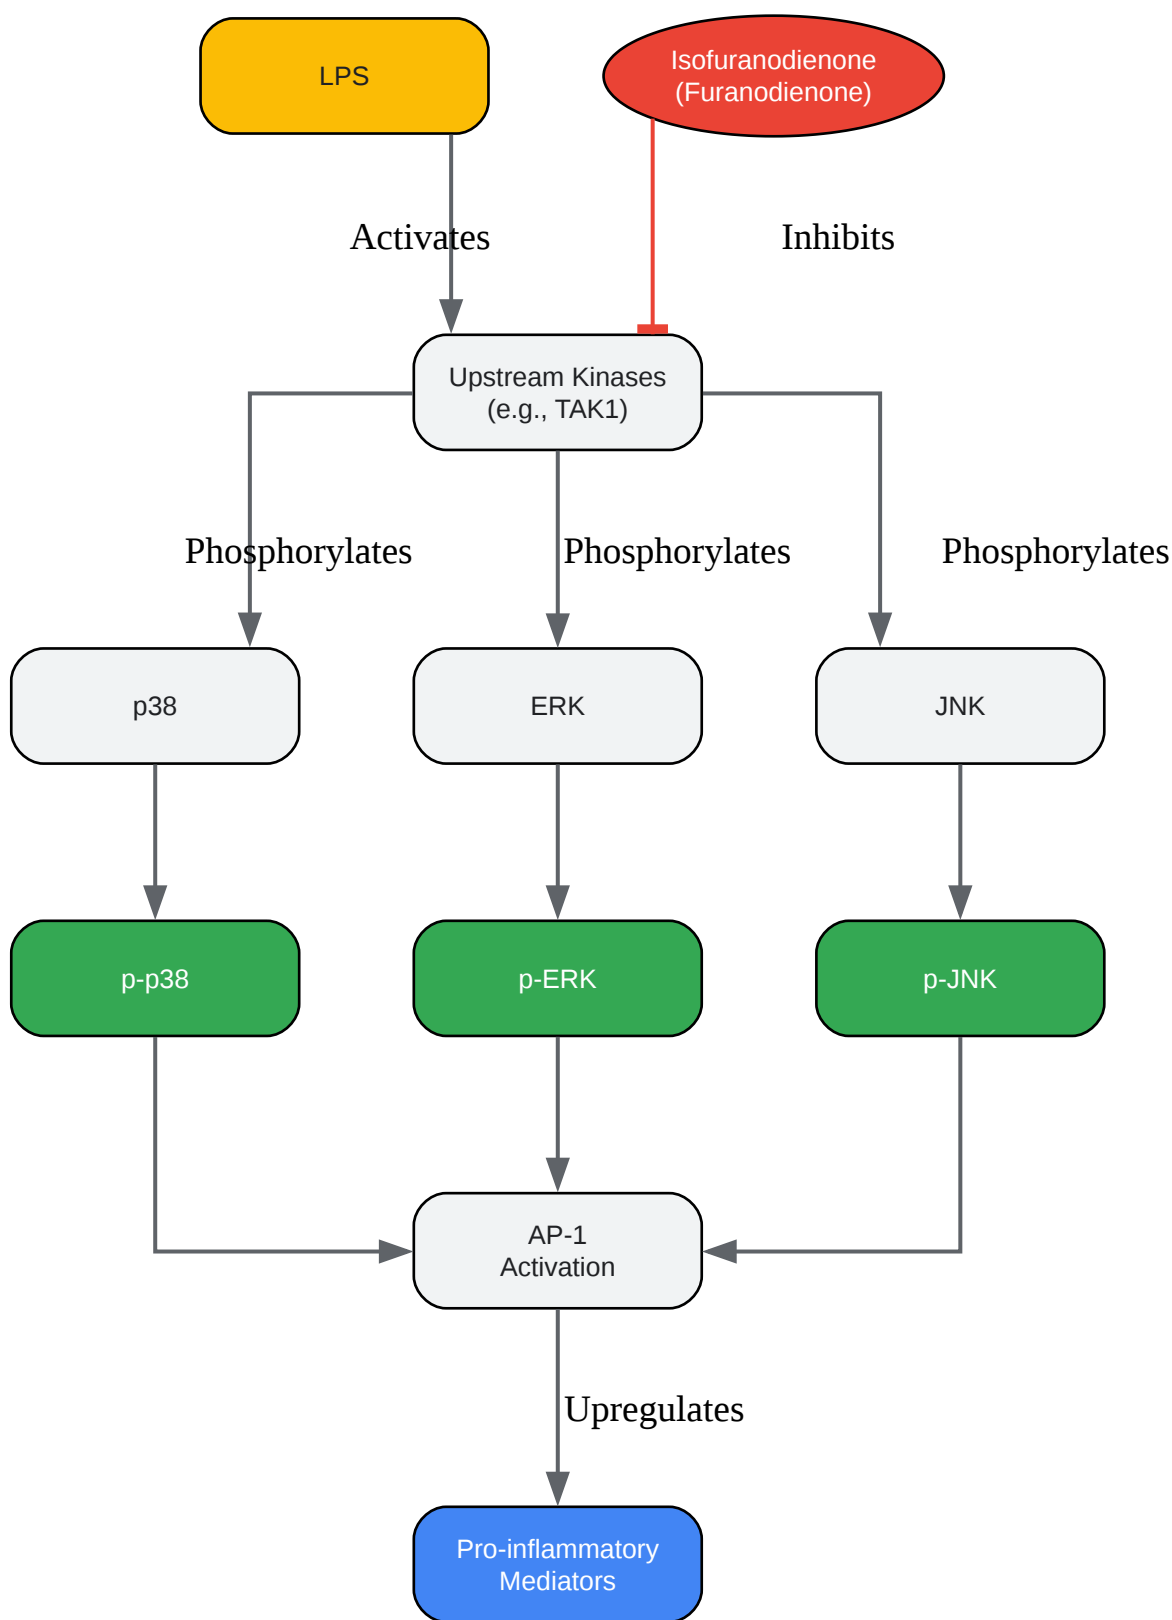 LPS
Isofuranodienone
(Furanodienone)
Activates
Inhibits
Upstream Kinases
(e.g., TAK1)
Phosphorylates
Phosphorylates
Phosphorylates
p38
ERK
JNK
p-p38
p-ERK
p-JNK
AP-1
Activation
Upregulates
Pro-inflammatory
Mediators